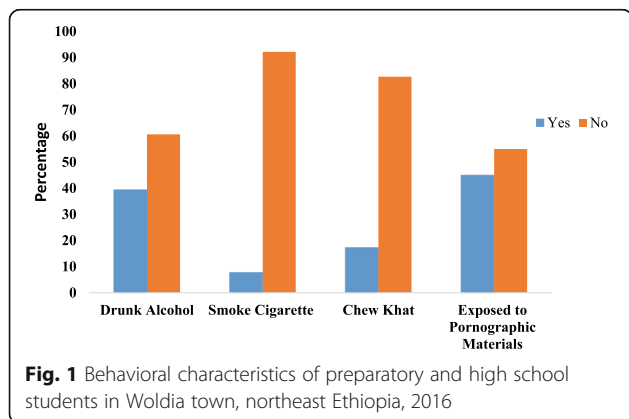 100
90
80
70
60
50
40
30
20
10
0
Percentage
Yes No
Drunk Alcohol Smoke Cigarette Chew Khat Exposed to
Pornographic
Materials
Fig. 1 Behavioral characteristics of preparatory and high school
students in Woldia town, northeast Ethiopia, 2016